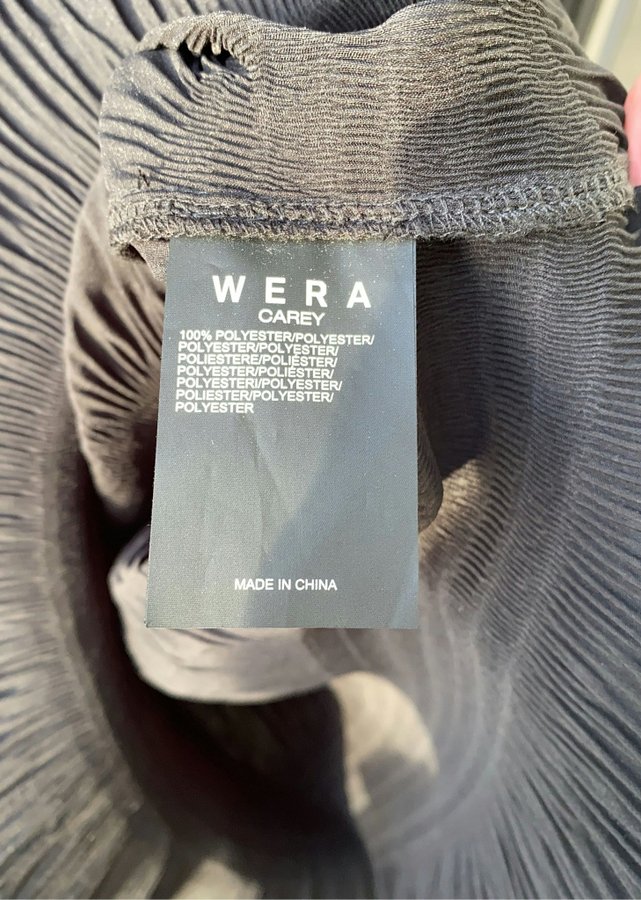 WERA
CAREY
100% POLYESTER/POLYESTER/
POLYESTER/POLYESTER/
POLIESTERE/POLIÉSTER/
POLYESTER/POLIÉSTER/
POLYESTERI/POLYESTER/
POLIESTER/POLYESTER/
POLYESTER
MADE IN CHINA